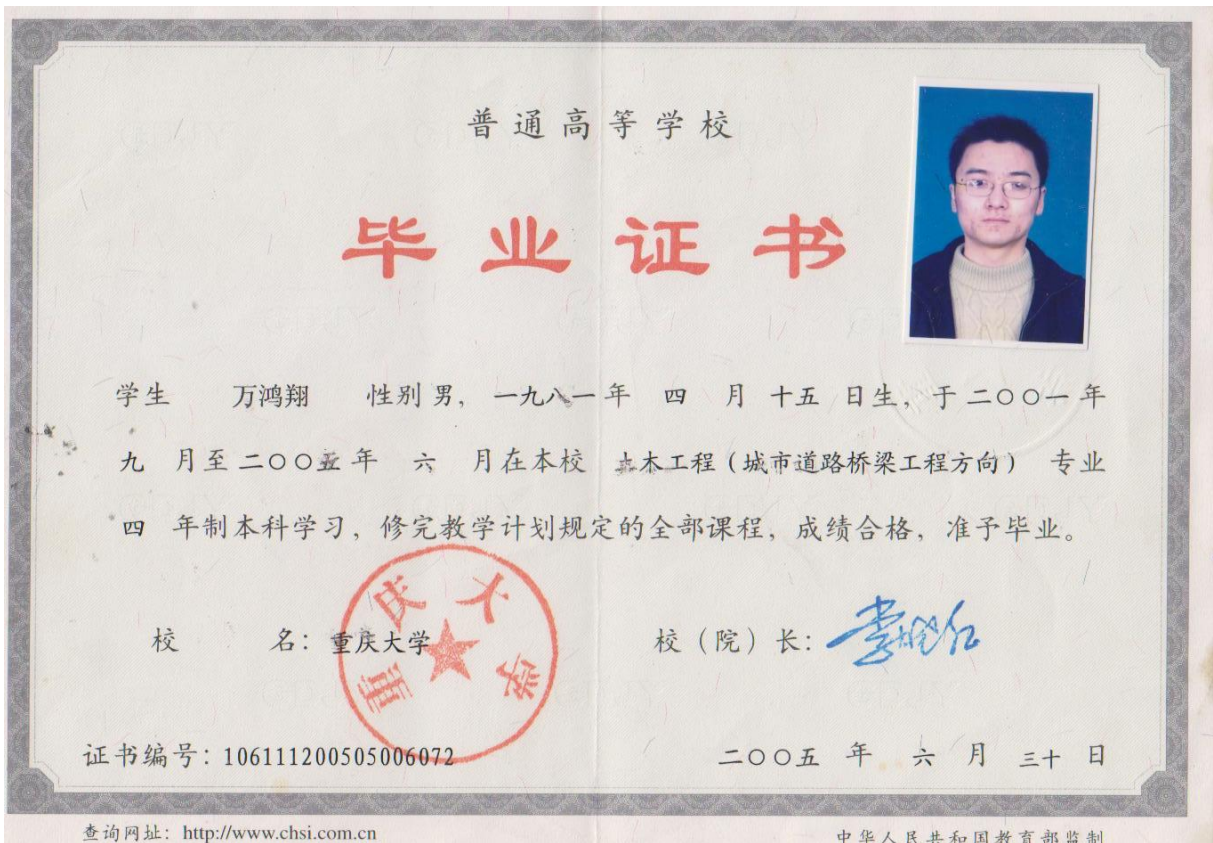 普通高等学校
毕业证书
学生 万鸿翔 性别 男, 一九八一年 四 月 十五 日生, 于 二〇〇一 年
九 月至 二〇〇五 年 六 月在本校 土木工程(城市道路桥梁工程方向) 专业
四 年制本科学习, 修完教学计划规定的全部课程, 成绩合格, 准予毕业。
重庆大学
校 名: 重庆大学 校(院)长:
证书编号: 106111200505006072 二〇〇五 年 六 月 三十 日
查询网址: http://www.chsi.com.cn 中华人民共和国教育部监制